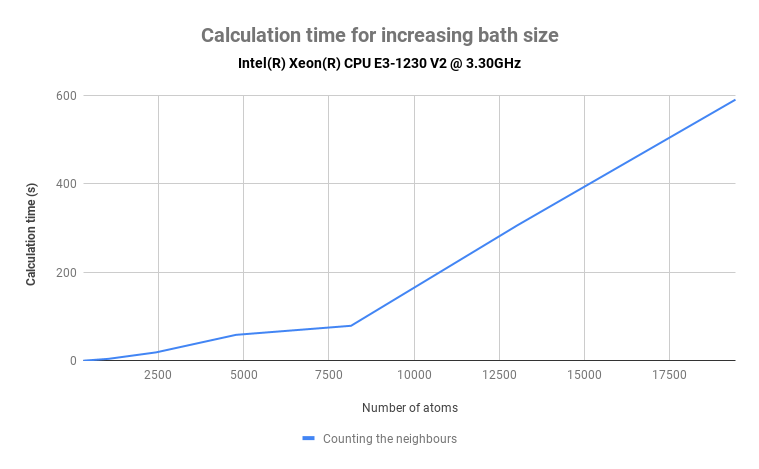 Calculation time for increasing bath size
Intel(R) Xeon(R) CPU E3-1230 V2 @ 3.30GHz
Calculation time (s)
600
400
200
0
2500 5000 7500 10000 12500 15000 17500
Number of atoms
Counting the neighbours